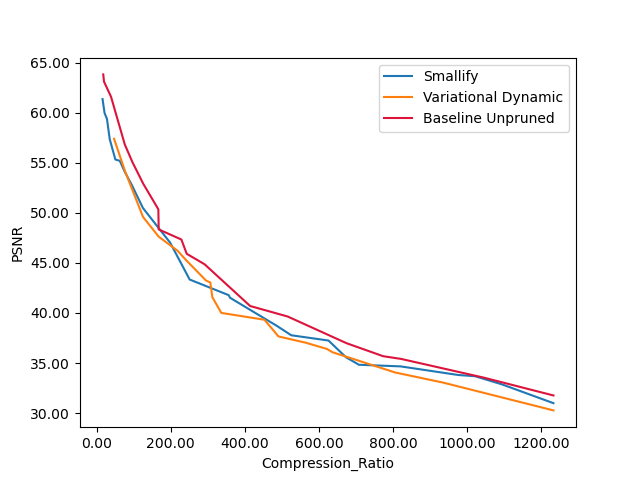 65.00
60.00
55.00
50.00
45.00
40.00
35.00
30.00
PSNR
Smallify
Variational Dynamic
Baseline Unpruned
0.00 200.00 400.00 600.00 800.00 1000.00 1200.00
Compression_Ratio